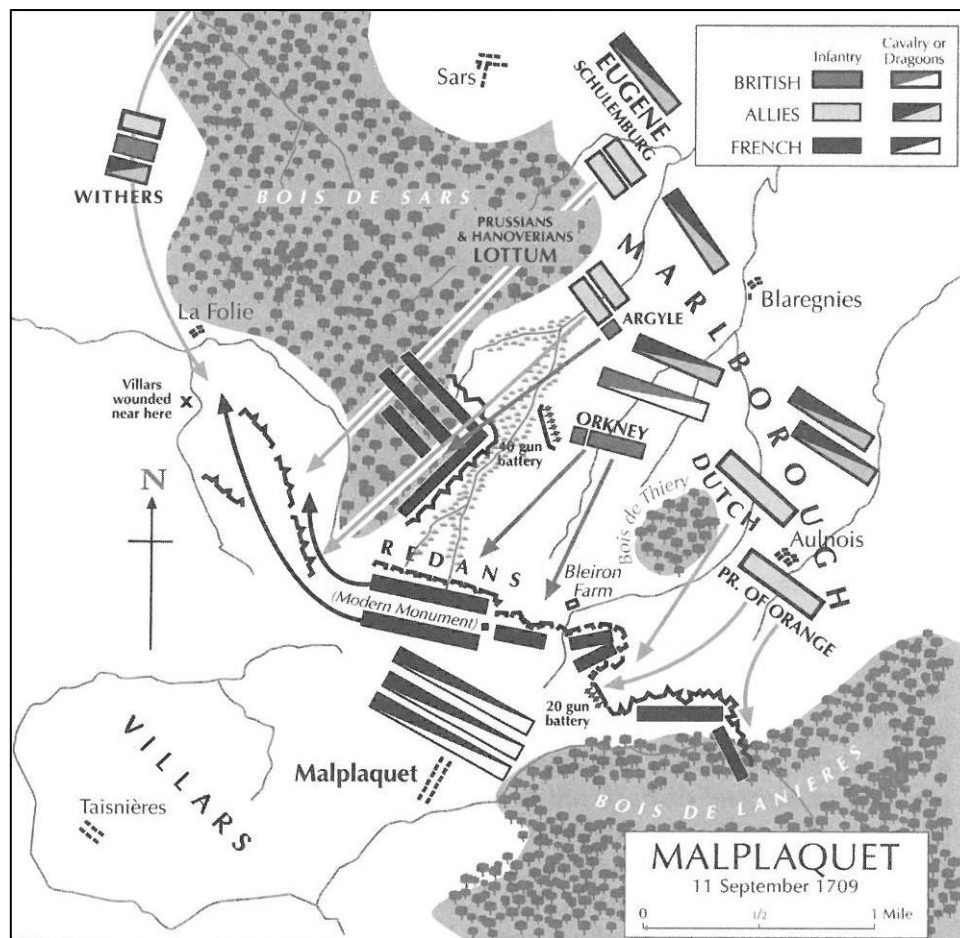 Infantry
Cavalry or
Dragoons
BRITISH
ALLIES
FRENCH
Sars
EUGENE
SCHULEMBURG
WITHERS
BOIS DE SARS
PRUSSIANS
& HANOVERIANS
LOTTUM
MARLBOROUGH
Blaregnies
La Folie
ARGYLE
Villars
wounded
near here
x
ORKNEY
40 gun
battery
DUTCH
Bois de Thiery
Aulnois
N
REDANS
Bleiron
Farm
PR. OF ORANGE
(Modern Monument)
20 gun
battery
VILLARS
Malplaquet
Taisnières
BOIS DE LANIERES
MALPLAQUET
11 September 1709
0 1/2 1 Mile